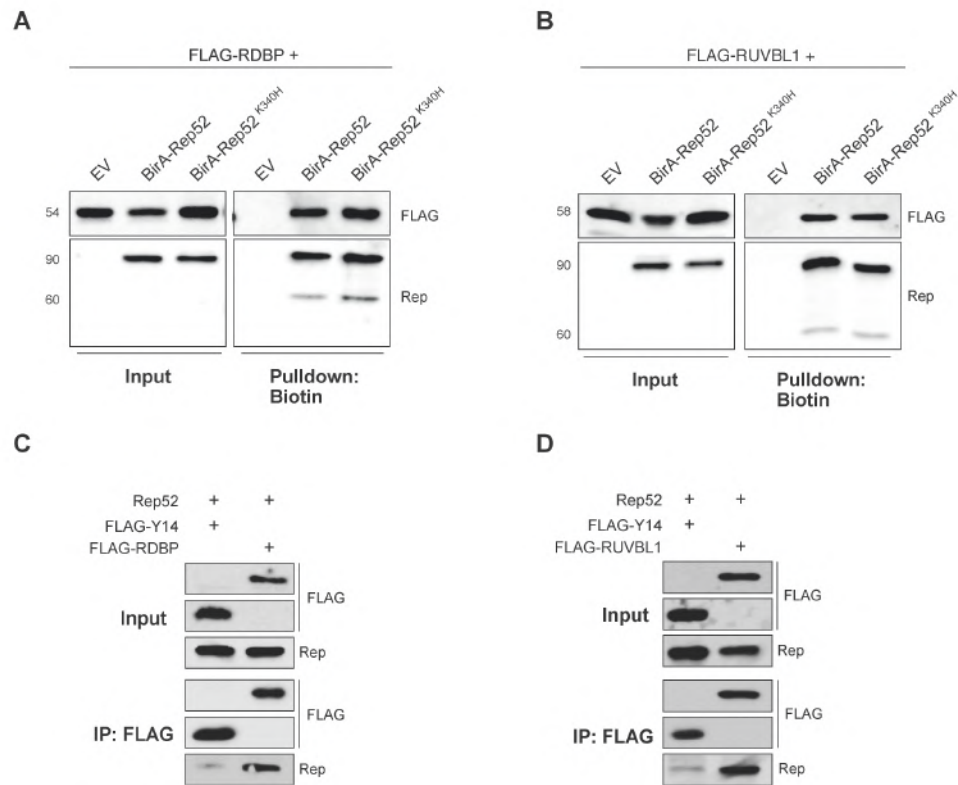 A
FLAG-RDBP +
EV
BirA-Rep52
BirA-Rep52 K340H
EV
BirA-Rep52
BirA-Rep52 K340H
54
FLAG
90
60
Rep
Input
Pulldown:
Biotin
B
FLAG-RUVBL1 +
EV
BirA-Rep52
BirA-Rep52 K340H
EV
BirA-Rep52
BirA-Rep52 K340H
58
FLAG
90
Rep
60
Input
Pulldown:
Biotin
C
Rep52 + +
FLAG-Y14 +
FLAG-RDBP +
FLAG
Input
Rep
FLAG
IP: FLAG
Rep
D
Rep52 + +
FLAG-Y14 +
FLAG-RUVBL1 +
FLAG
Input
Rep
FLAG
IP: FLAG
Rep